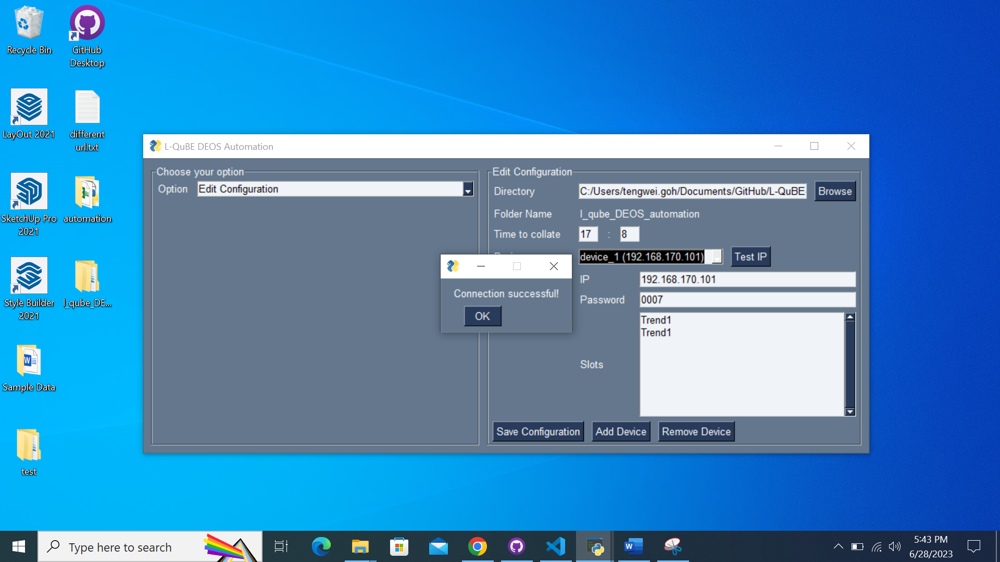 Recycle Bin
GitHub
Desktop
LayOut 2021
different
url.txt
SketchUp Pro
2021
automation
Style Builder
2021
l_qube_DE...
Sample Data
test
L-QuBE DEOS Automation
Choose your option
Option
Edit Configuration
Edit Configuration
Directory
C:/Users/tengwei.goh/Documents/GitHub/L-QuBE-
Browse
Folder Name
l_qube_DEOS_automation
Time to collate
17 : 8
device_1 (192.168.170.101)
Test IP
IP
192.168.170.101
Password
0007
Slots
Trend1
Trend1
Save Configuration
Add Device
Remove Device
Connection successful!
OK
Type here to search
5:43 PM
6/28/2023